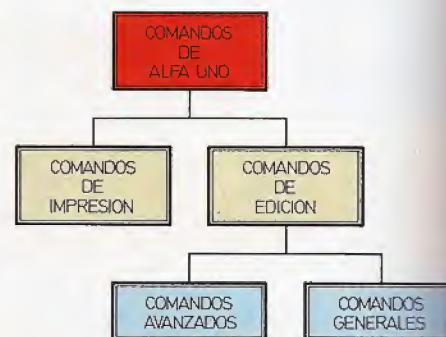 COMANDOS
DE
ALFA UNO
COMANDOS
DE
IMPRESION
COMANDOS
DE
EDICION
COMANDOS
AVANZADOS
COMANDOS
GENERALES